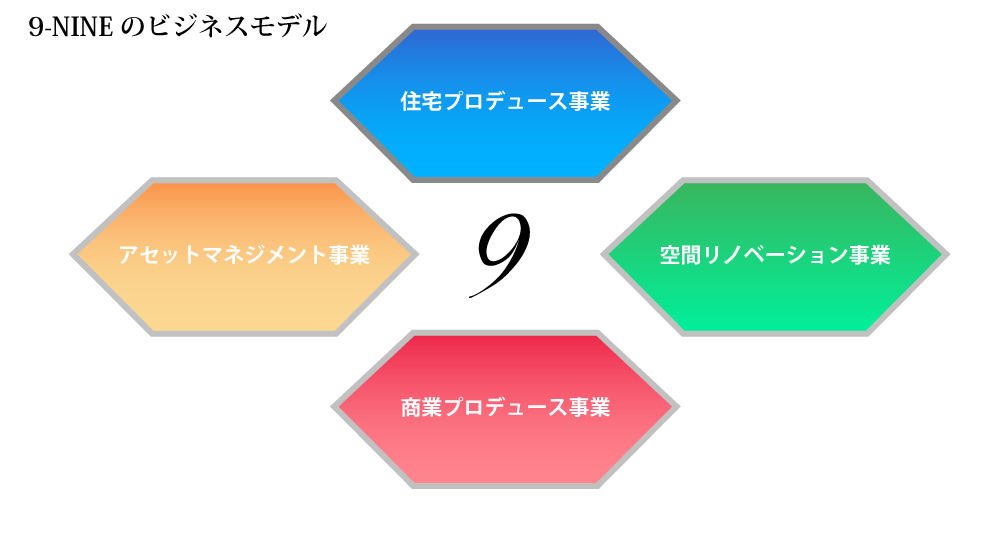 9-NINE のビジネスモデル
住宅プロデュース事業
アセットマネジメント事業
9
空間リノベーション事業
商業プロデュース事業